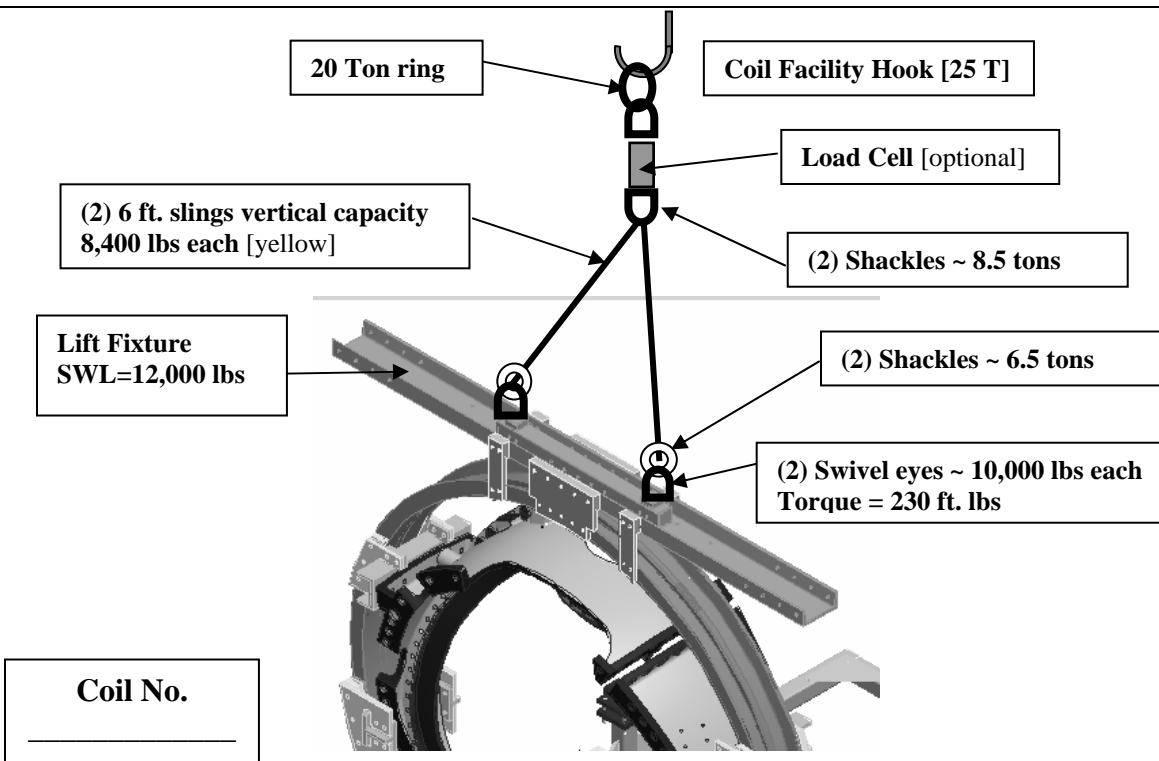 20 Ton ring
Coil Facility Hook [25 T]
Load Cell [optional]
(2) 6 ft. slings vertical capacity
8,400 lbs each [yellow]
(2) Shackles ~ 8.5 tons
Lift Fixture
SWL=12,000 lbs
(2) Shackles ~ 6.5 tons
(2) Swivel eyes ~ 10,000 lbs each
Torque = 230 ft. lbs
Coil No.